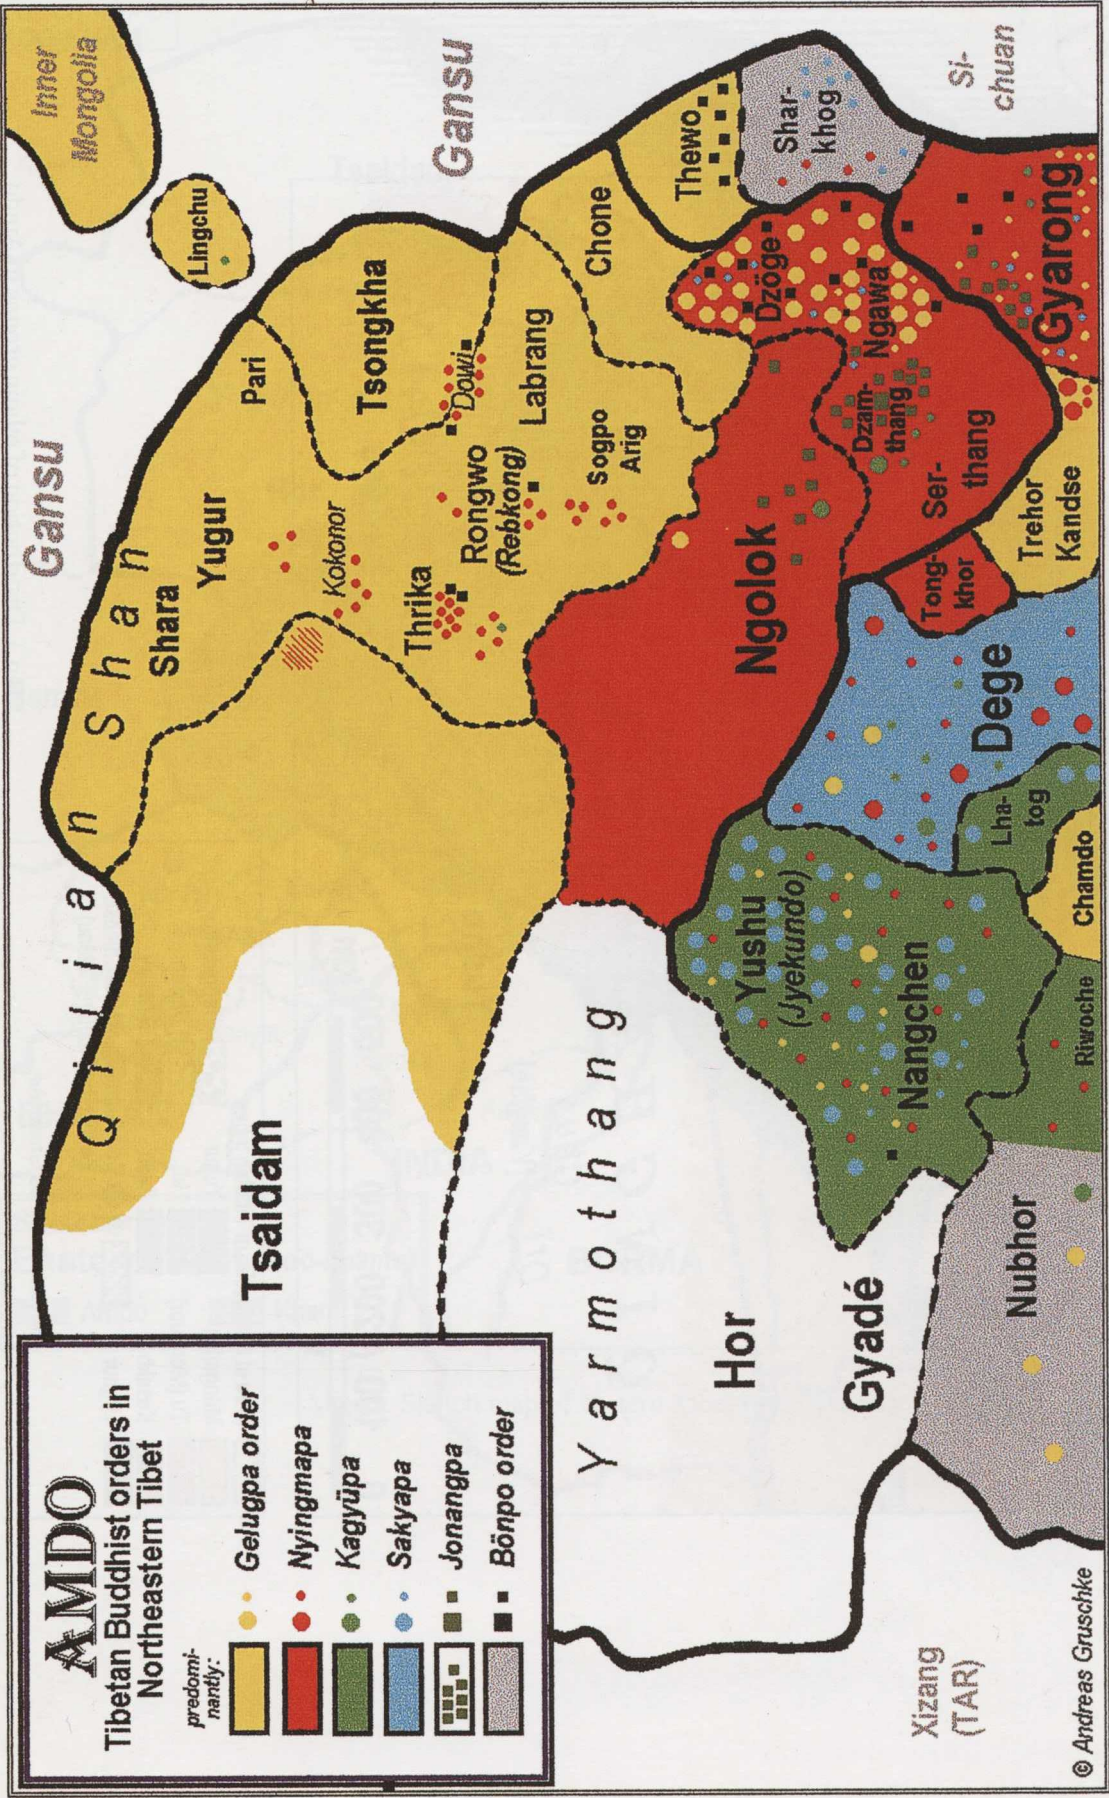 AMDO
Tibetan Buddhist orders in
Northeastern Tibet
predomi-
nantly:
Gelugpa order
Nyingmapa
Kagyüpa
Sakyapa
Jonangpa
Bönpo order
Qilian Shan
Gansu
Inner
Mongolia
Lingchu
Shara
Yugur
Pari
Tsongkha
Gansu
Tsaidam
Kokonor
Dowi
Thrika
Rongwo
(Rebkong)
Labrang
Chone
Sogpo
Arig
Thewo
Shar-
khog
Si-
chuan
Yarmothang
Ngolok
Dzöge
Ngawa
Dzam-
thang
Ser-
thang
Gyarong
Hor
Gyadé
Yushu
(Jyekundo)
Nangchen
Dege
Tong-
khor
Trehor
Kandse
Lha-
tog
Chamdo
Riwoche
Nubhor
Xizang
(TAR)
© Andreas Gruschke